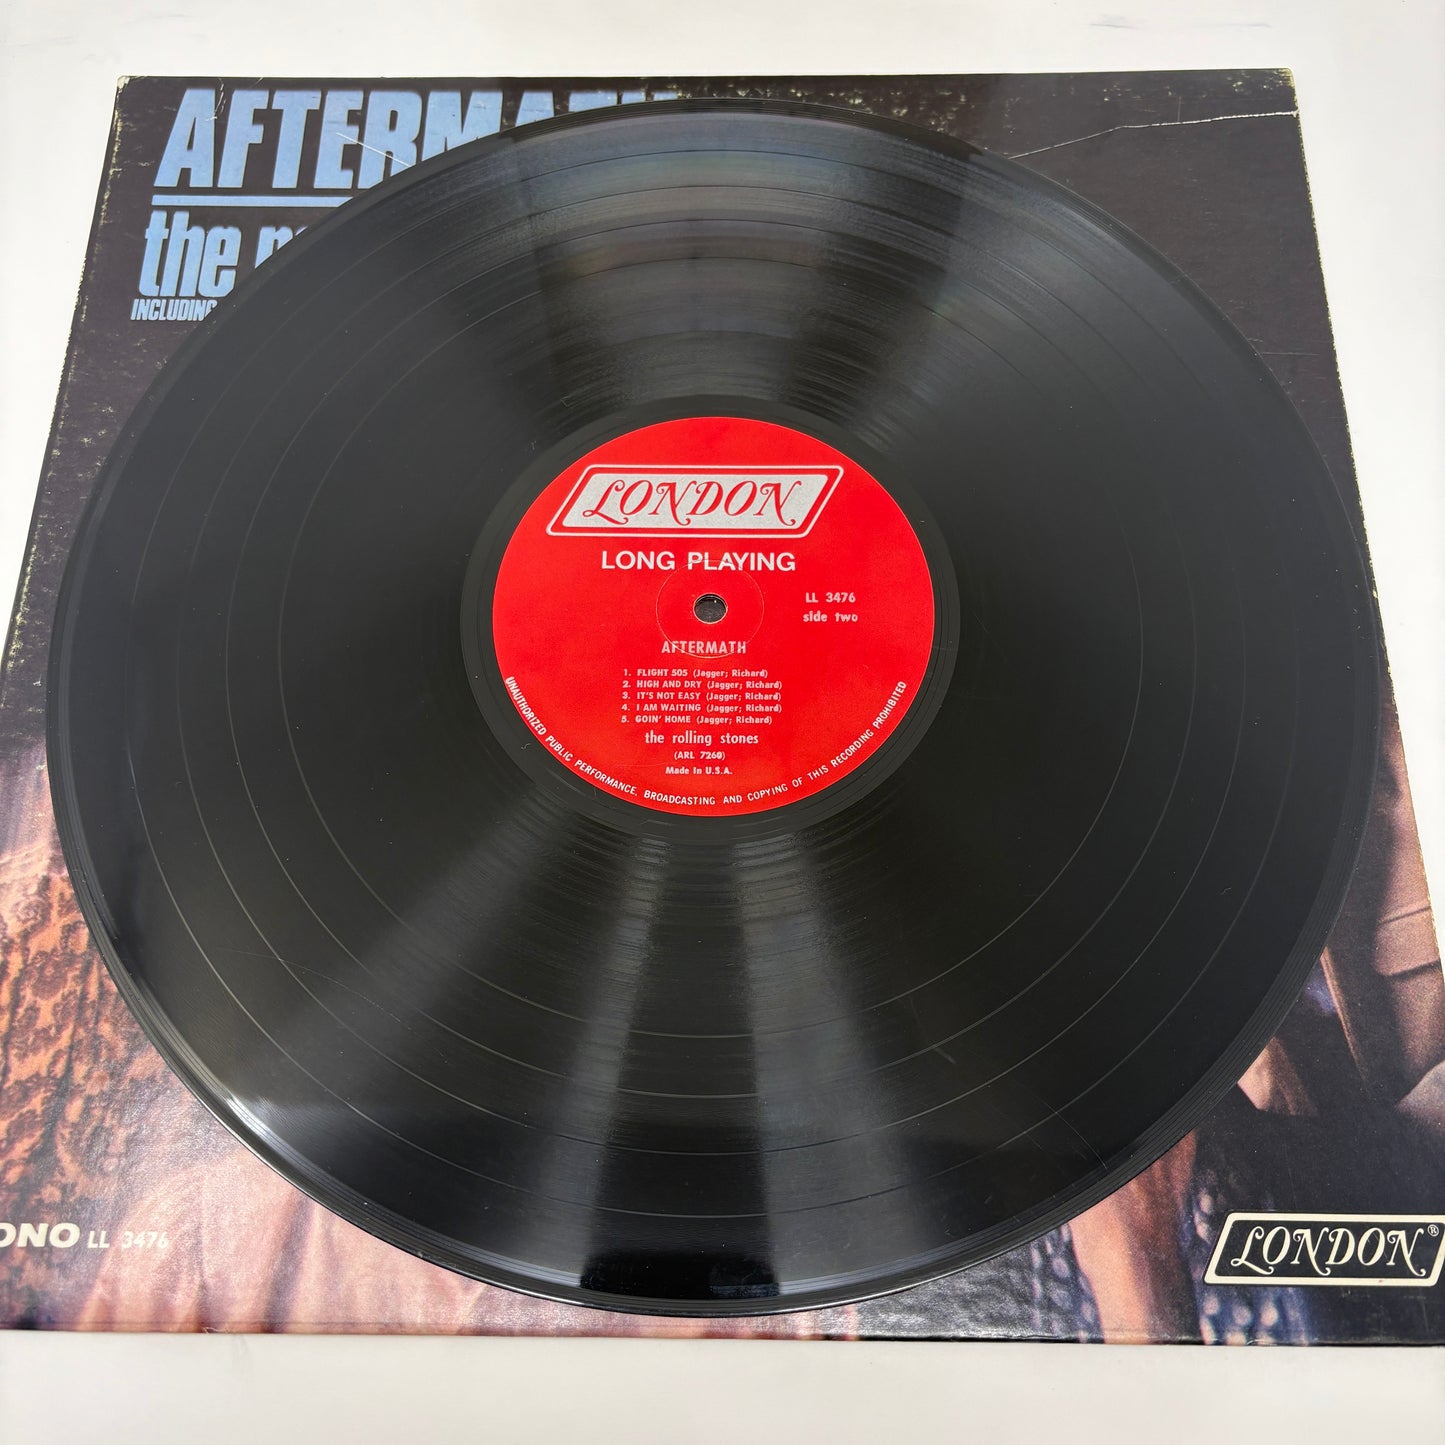 AFTERMATH
the
INCLUDING
LONDON
LONG PLAYING
LL 3476
side two
AFTERMATH
1. FLIGHT 505 (Jagger; Richard)
2. HIGH AND DRY (Jagger; Richard)
3. IT'S NOT EASY (Jagger; Richard)
4. I AM WAITING (Jagger; Richard)
5. GOIN' HOME (Jagger; Richard)
the rolling stones
(ARL 7260)
Made in U.S.A.
UNAUTHORIZED PUBLIC PERFORMANCE, BROADCASTING AND COPYING OF THIS RECORDING PROHIBITED
ONO LL 3476
LONDON®